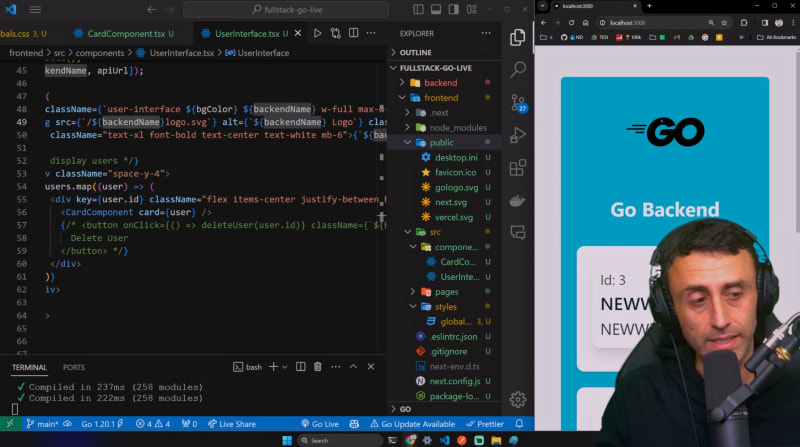 fullstack-go-live
bals.css 3, U
CardComponent.tsx U
UserInterface.tsx U
frontend > src > components > UserInterface.tsx > UserInterface
45
46 kendName, apiUrl]);
47
48 (
className={`user-interface ${bgColor} ${backendName} w-full max-
49 g src={`/${backendName}logo.svg`} alt={`${backendName} Logo`} clas
50 className="text-xl font-bold text-center text-white mb-6">{`${ba
51
52 display users */}
53 v className="space-y-4">
54 users.map((user) => (
55 <div key={user.id} className="flex items-center justify-between b
56 <CardComponent card={user} />
57 {/* <button onClick={() => deleteUser(user.id)} className={`${b
58 Delete User
59 </button> */}
60 </div>
61 )}
62 iv>
63
64 >
65
66
67
EXPLORER
OUTLINE
FULLSTACK-GO-LIVE
backend
frontend
.next
node_modules
public
desktop.ini U
favicon.ico U
gologo.svg U
next.svg U
vercel.svg U
src
componen...
CardCo... U
UserInte... U
pages
styles
global... 3, U
.eslintrc.json U
.gitignore U
next-env.d.ts
next.config.js U
package-lo... U
GO
27
TERMINAL
PORTS
bash
✓ Compiled in 237ms (258 modules)
✓ Compiled in 222ms (258 modules)
main*
Go 1.20.1
4
4
0
Live Share
Go Live
Go Update Available
Prettier
Search
localhost:3000
localhost:3000
ND
TESI
All Bookmarks
GO
Go Backend
Id: 3
NEWW
NEWW